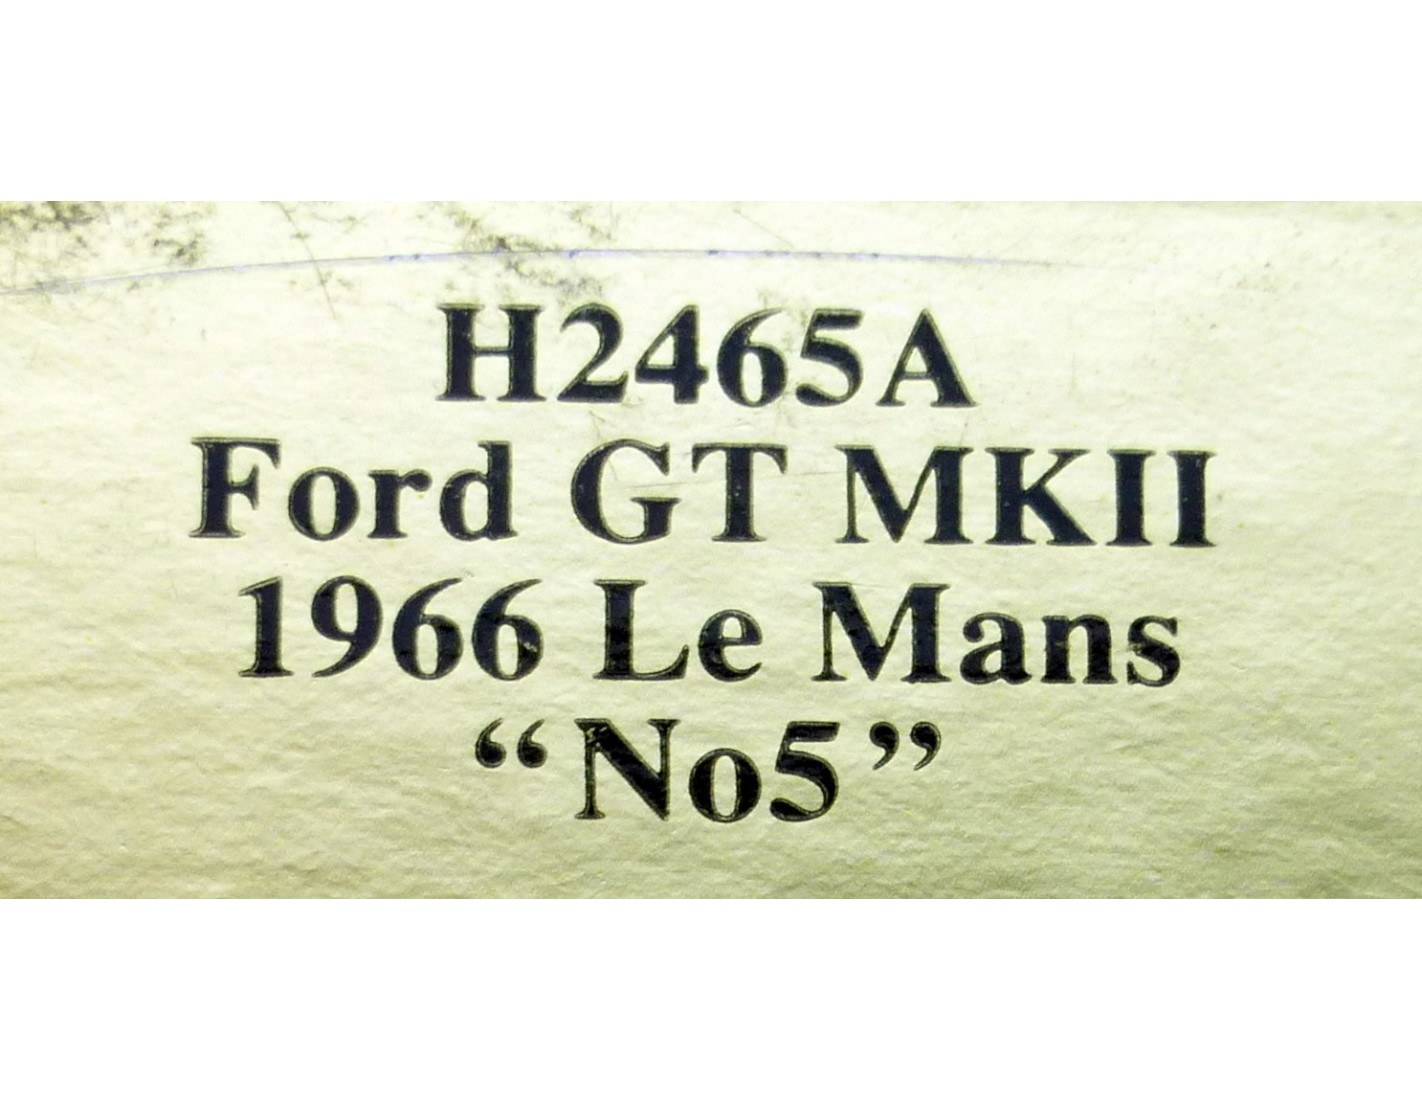 H2465A
Ford GT MKII
1966 Le Mans
“No5”